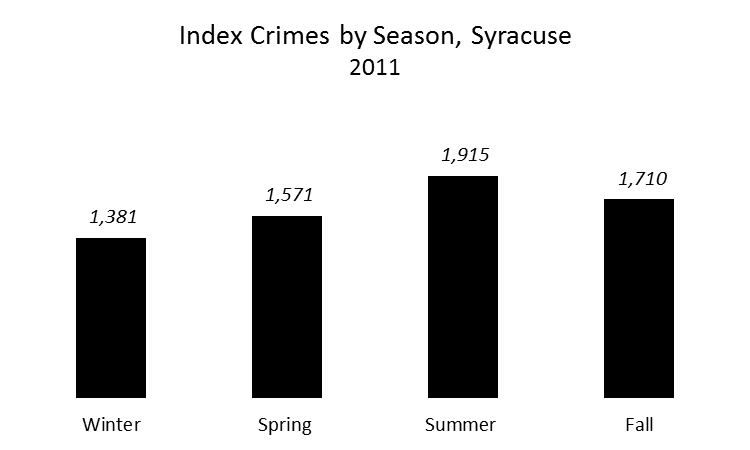 Index Crimes by Season, Syracuse
2011
1,381
1,571
1,915
1,710
Winter
Spring
Summer
Fall